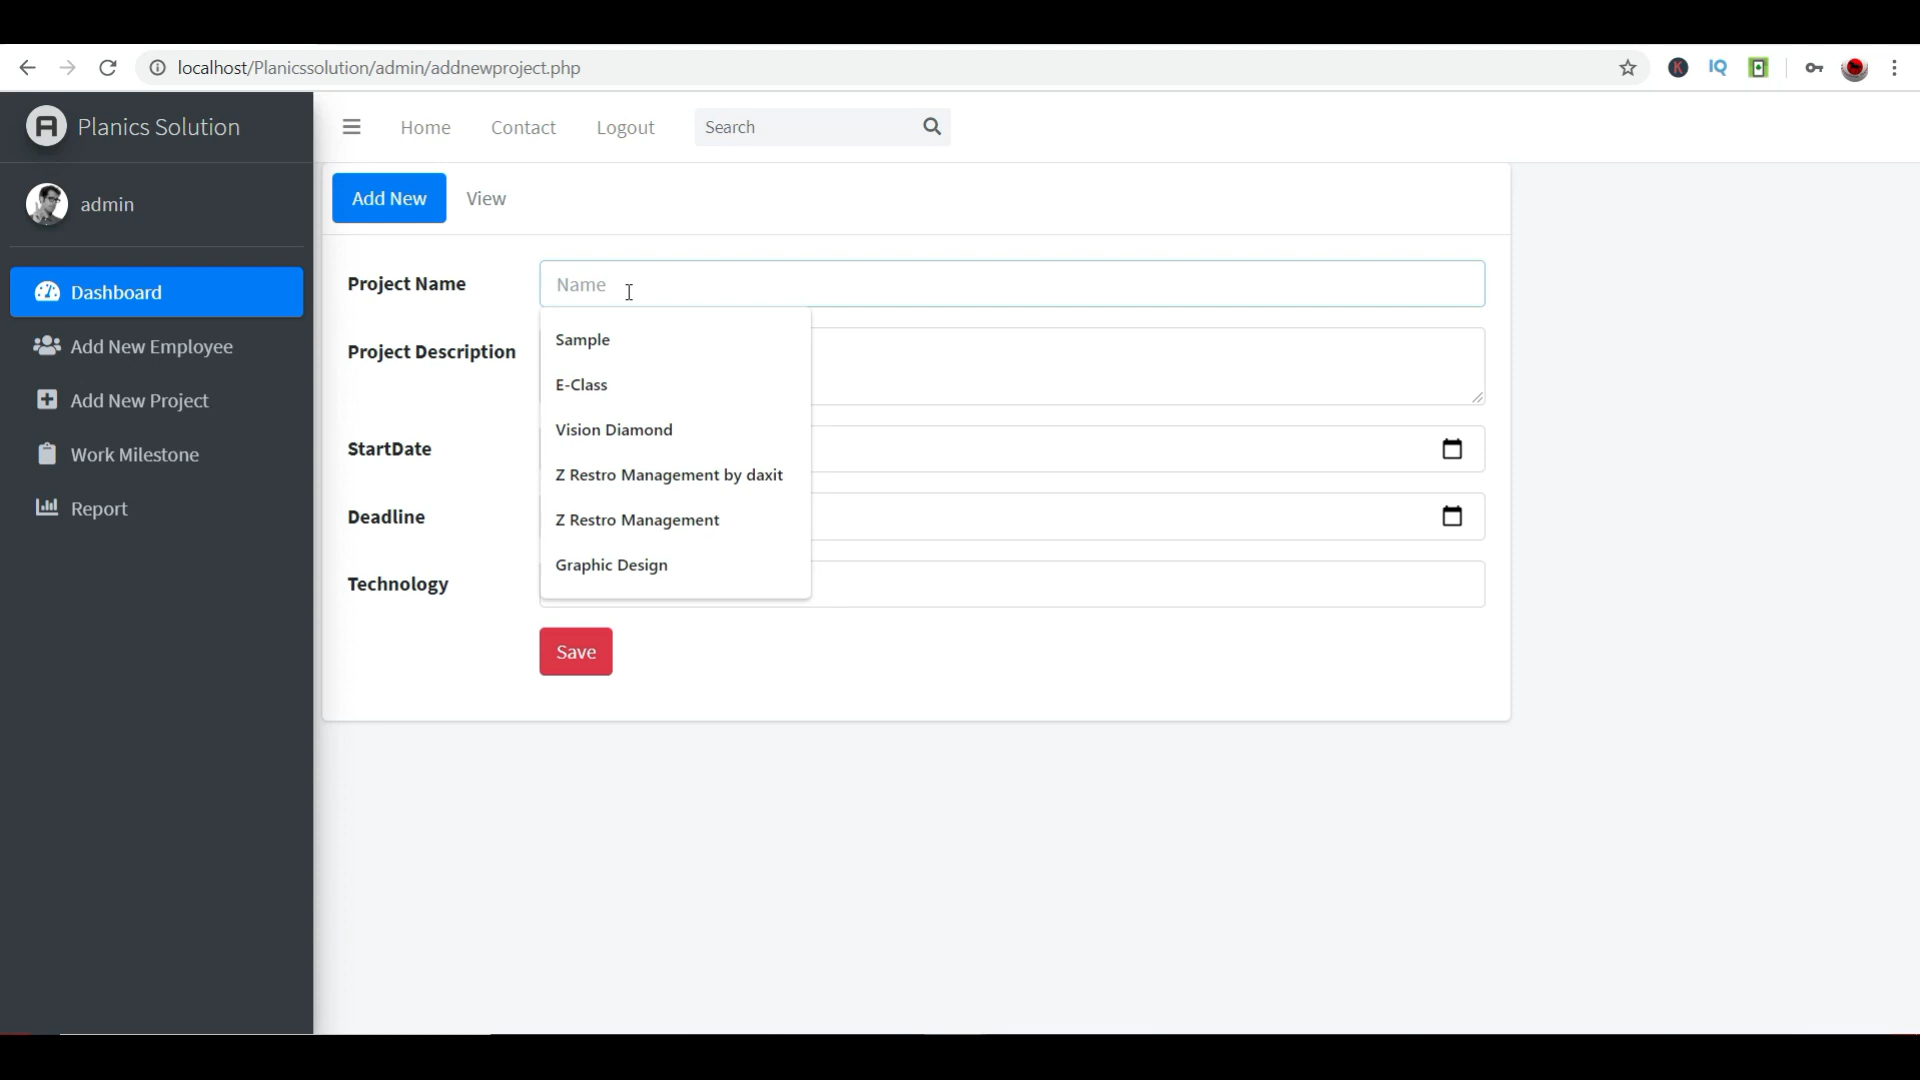 localhost/Planicssolution/admin/addnewproject.php
K IQ
Planics Solution
Home Contact Logout Search
admin
Add New View
Dashboard
Add New Employee
Add New Project
Work Milestone
Report
Project Name Name
Sample
E-Class
Vision Diamond
Z Restro Management by daxit
Z Restro Management
Graphic Design
Project Description
StartDate
Deadline
Technology
Save